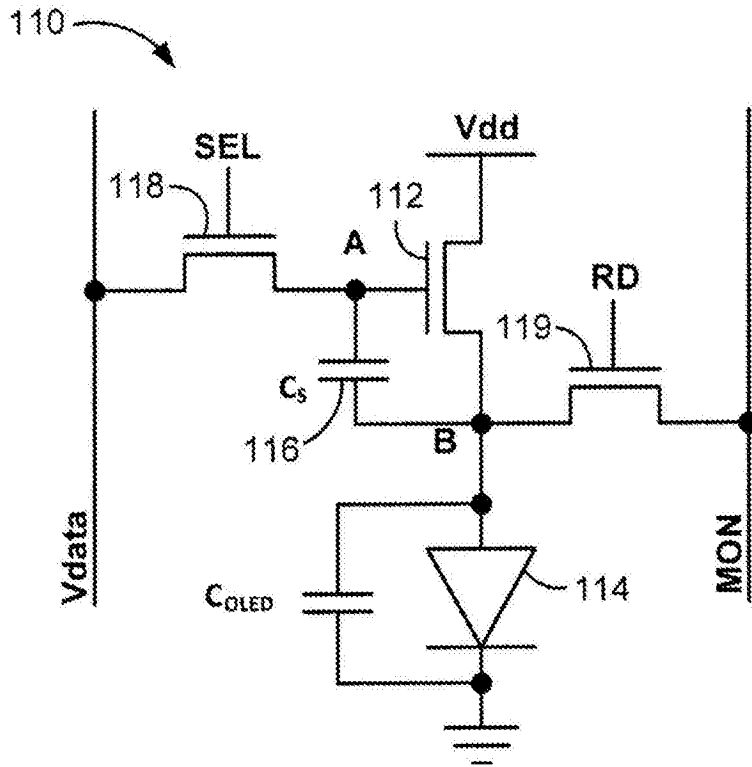 110
Vdd
SEL
118
112
A
RD
119
Cs
116
B
Vdata
COLED
114
MON